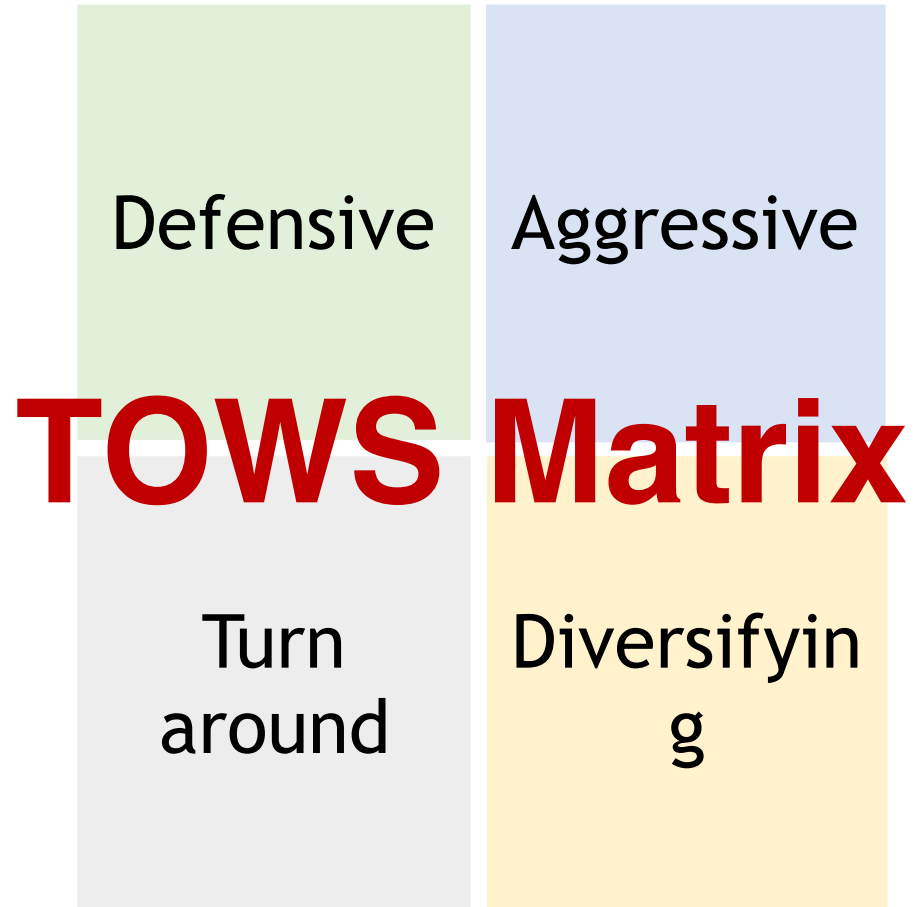 Defensive
Aggressive
TOWS Matrix
Turn
around
Diversifyin
g